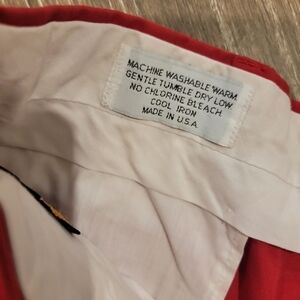 MACHINE WASHABLE WARM
GENTLE TUMBLE DRY LOW
NO CHLORINE BLEACH
COOL IRON
MADE IN U.S.A.